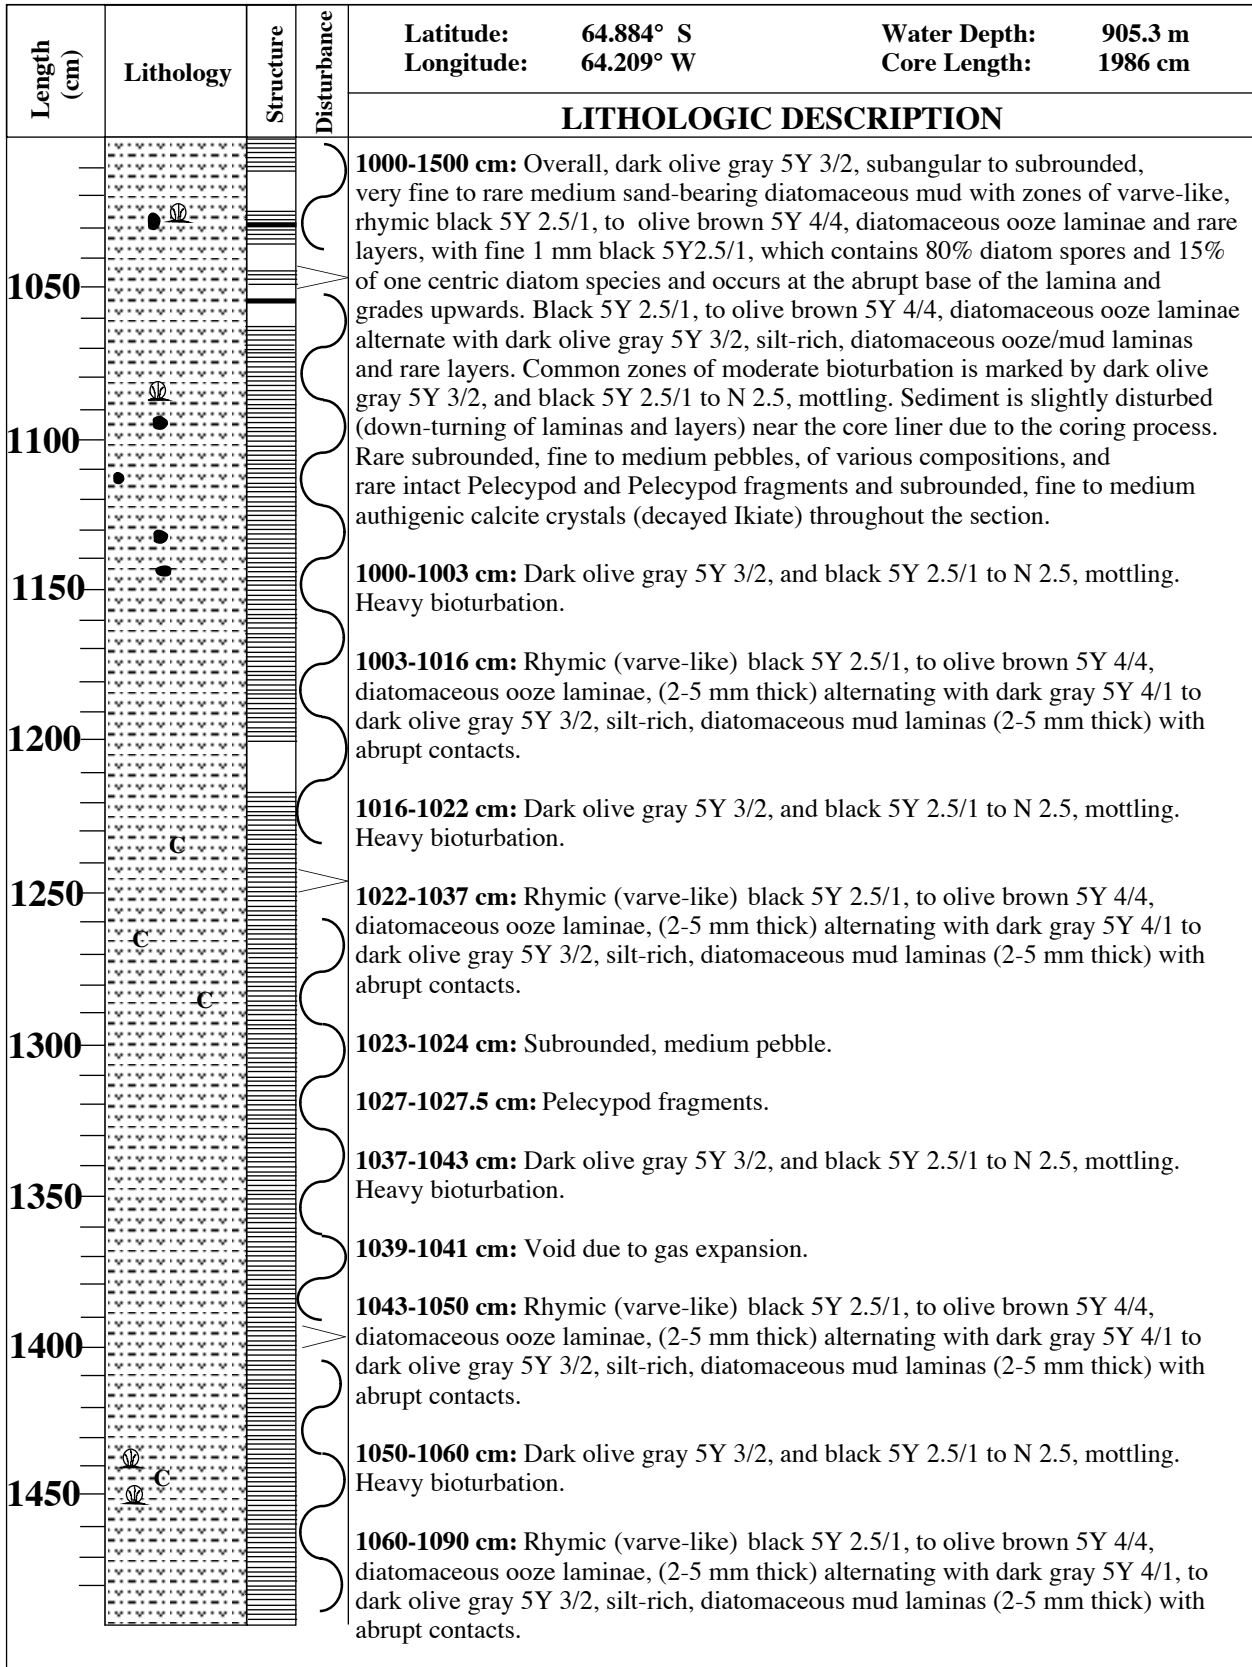 Length
(cm)
Lithology
Structure
Disturbance
Latitude: 64.884° S Water Depth: 905.3 m
Longitude: 64.209° W Core Length: 1986 cm
LITHOLOGIC DESCRIPTION
1000-1500 cm: Overall, dark olive gray 5Y 3/2, subangular to subrounded,
very fine to rare medium sand-bearing diatomaceous mud with zones of varve-like,
rhymic black 5Y 2.5/1, to olive brown 5Y 4/4, diatomaceous ooze laminae and rare
layers, with fine 1 mm black 5Y2.5/1, which contains 80% diatom spores and 15%
of one centric diatom species and occurs at the abrupt base of the lamina and
grades upwards. Black 5Y 2.5/1, to olive brown 5Y 4/4, diatomaceous ooze laminae
alternate with dark olive gray 5Y 3/2, silt-rich, diatomaceous ooze/mud laminas
and rare layers. Common zones of moderate bioturbation is marked by dark olive
gray 5Y 3/2, and black 5Y 2.5/1 to N 2.5, mottling. Sediment is slightly disturbed
(down-turning of laminas and layers) near the core liner due to the coring process.
Rare subrounded, fine to medium pebbles, of various compositions, and
rare intact Pelecypod and Pelecypod fragments and subrounded, fine to medium
authigenic calcite crystals (decayed Ikiate) throughout the section.
1000-1003 cm: Dark olive gray 5Y 3/2, and black 5Y 2.5/1 to N 2.5, mottling.
Heavy bioturbation.
1003-1016 cm: Rhymic (varve-like) black 5Y 2.5/1, to olive brown 5Y 4/4,
diatomaceous ooze laminae, (2-5 mm thick) alternating with dark gray 5Y 4/1 to
dark olive gray 5Y 3/2, silt-rich, diatomaceous mud laminas (2-5 mm thick) with
abrupt contacts.
1016-1022 cm: Dark olive gray 5Y 3/2, and black 5Y 2.5/1 to N 2.5, mottling.
Heavy bioturbation.
1022-1037 cm: Rhymic (varve-like) black 5Y 2.5/1, to olive brown 5Y 4/4,
diatomaceous ooze laminae, (2-5 mm thick) alternating with dark gray 5Y 4/1 to
dark olive gray 5Y 3/2, silt-rich, diatomaceous mud laminas (2-5 mm thick) with
abrupt contacts.
1023-1024 cm: Subrounded, medium pebble.
1027-1027.5 cm: Pelecypod fragments.
1037-1043 cm: Dark olive gray 5Y 3/2, and black 5Y 2.5/1 to N 2.5, mottling.
Heavy bioturbation.
1039-1041 cm: Void due to gas expansion.
1043-1050 cm: Rhymic (varve-like) black 5Y 2.5/1, to olive brown 5Y 4/4,
diatomaceous ooze laminae, (2-5 mm thick) alternating with dark gray 5Y 4/1 to
dark olive gray 5Y 3/2, silt-rich, diatomaceous mud laminas (2-5 mm thick) with
abrupt contacts.
1050-1060 cm: Dark olive gray 5Y 3/2, and black 5Y 2.5/1 to N 2.5, mottling.
Heavy bioturbation.
1060-1090 cm: Rhymic (varve-like) black 5Y 2.5/1, to olive brown 5Y 4/4,
diatomaceous ooze laminae, (2-5 mm thick) alternating with dark gray 5Y 4/1, to
dark olive gray 5Y 3/2, silt-rich, diatomaceous mud laminas (2-5 mm thick) with
abrupt contacts.
1050
1100
1150
1200
1250
1300
1350
1400
1450
C
C
C
C